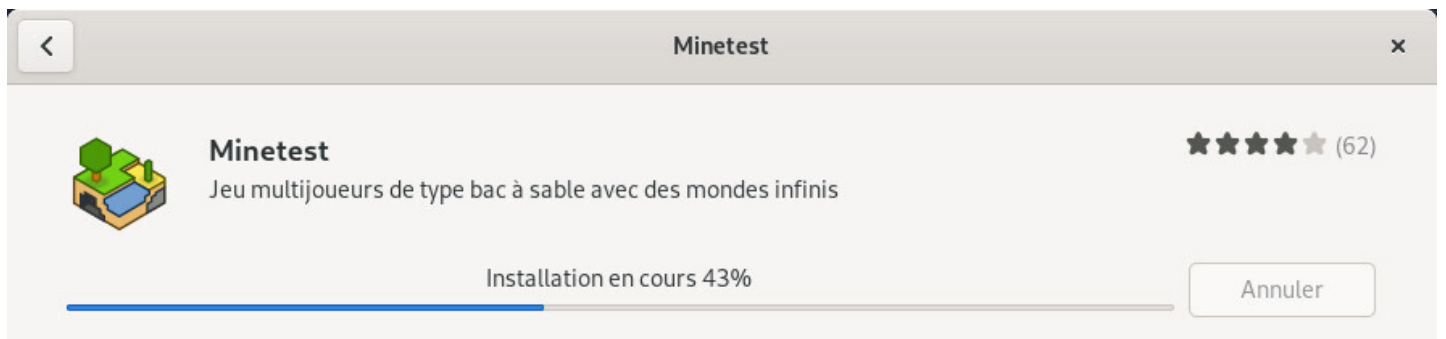 Minetest
Minetest
(62)
Jeu multijoueurs de type bac à sable avec des mondes infinis
Installation en cours 43%
Annuler